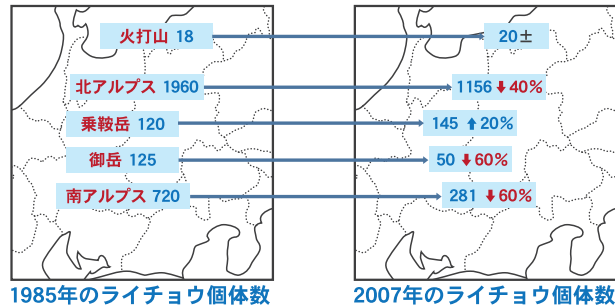 火打山 18 20±
北アルプス 1960 1156 ⬇40%
乗鞍岳 120 145 ⬆20%
御岳 125 50 ⬇60%
南アルプス 720 281 ⬇60%
1985年のライチョウ個体数 2007年のライチョウ個体数